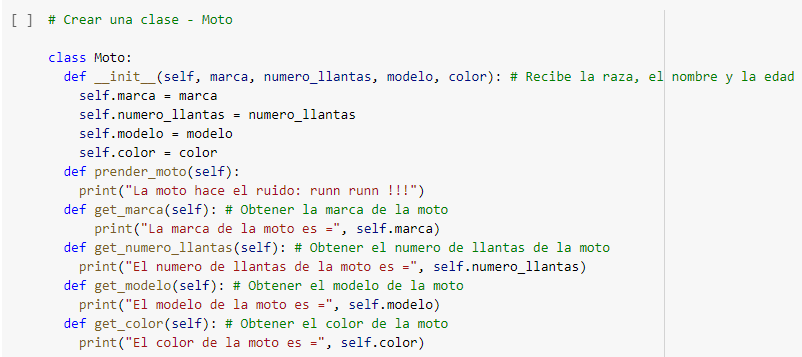 [ ] # Crear una clase - Moto
class Moto:
  def __init__(self, marca, numero_llantas, modelo, color): # Recibe la raza, el nombre y la edad
    self.marca = marca
    self.numero_llantas = numero_llantas
    self.modelo = modelo
    self.color = color
  def prender_moto(self):
    print("La moto hace el ruido: runn runn !!!")
  def get_marca(self): # Obtener la marca de la moto
      print("La marca de la moto es =", self.marca)
  def get_numero_llantas(self): # Obtener el numero de llantas de la moto
    print("El numero de llantas de la moto es =", self.numero_llantas)
  def get_modelo(self): # Obtener el modelo de la moto
    print("El modelo de la moto es =", self.modelo)
  def get_color(self): # Obtener el color de la moto
    print("El color de la moto es =", self.color)